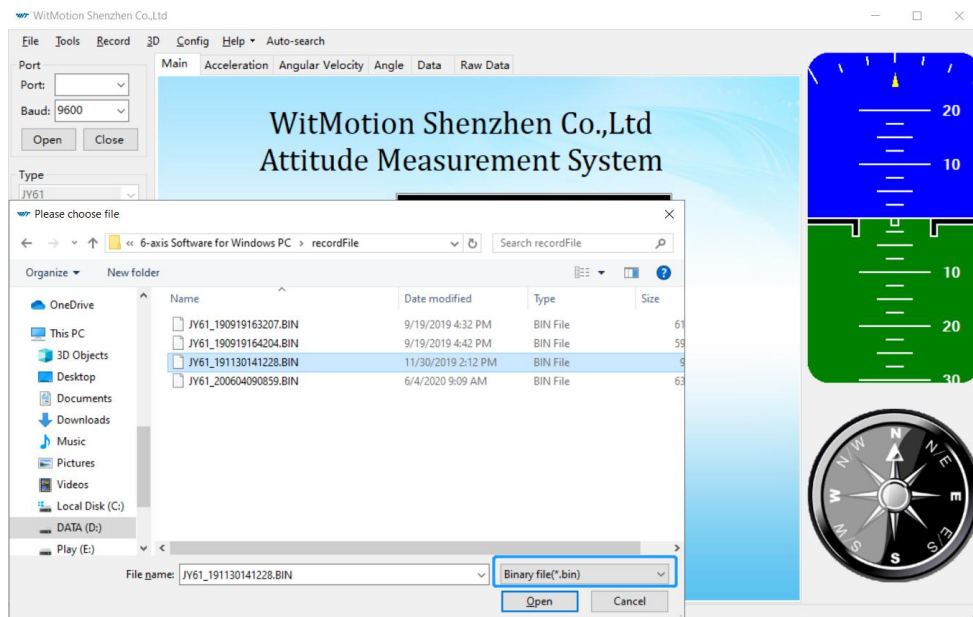 WitMotion Shenzhen Co.,Ltd
File Tools Record 3D Config Help Auto-search
Port
Port:
Baud: 9600
Open Close
Type
JY61
Main Acceleration Angular Velocity Angle Data Raw Data
WitMotion Shenzhen Co.,Ltd
Attitude Measurement System
20
10
10
20
30
N
N/E
E
E/S
S
W/S
W
N/W
Please choose file
« 6-axis Software for Windows PC › recordFile
Search recordFile
Organize New folder
OneDrive
This PC
3D Objects
Desktop
Documents
Downloads
Music
Pictures
Videos
Local Disk (C:)
DATA (D:)
Play (E:)
Name Date modified Type Size
JY61_190919163207.BIN 9/19/2019 4:32 PM BIN File 61
JY61_190919164204.BIN 9/19/2019 4:42 PM BIN File 59
JY61_191130141228.BIN 11/30/2019 2:12 PM BIN File 9
JY61_200604090859.BIN 6/4/2020 9:09 AM BIN File 63
File name: JY61_191130141228.BIN Binary file(*.bin)
Open Cancel